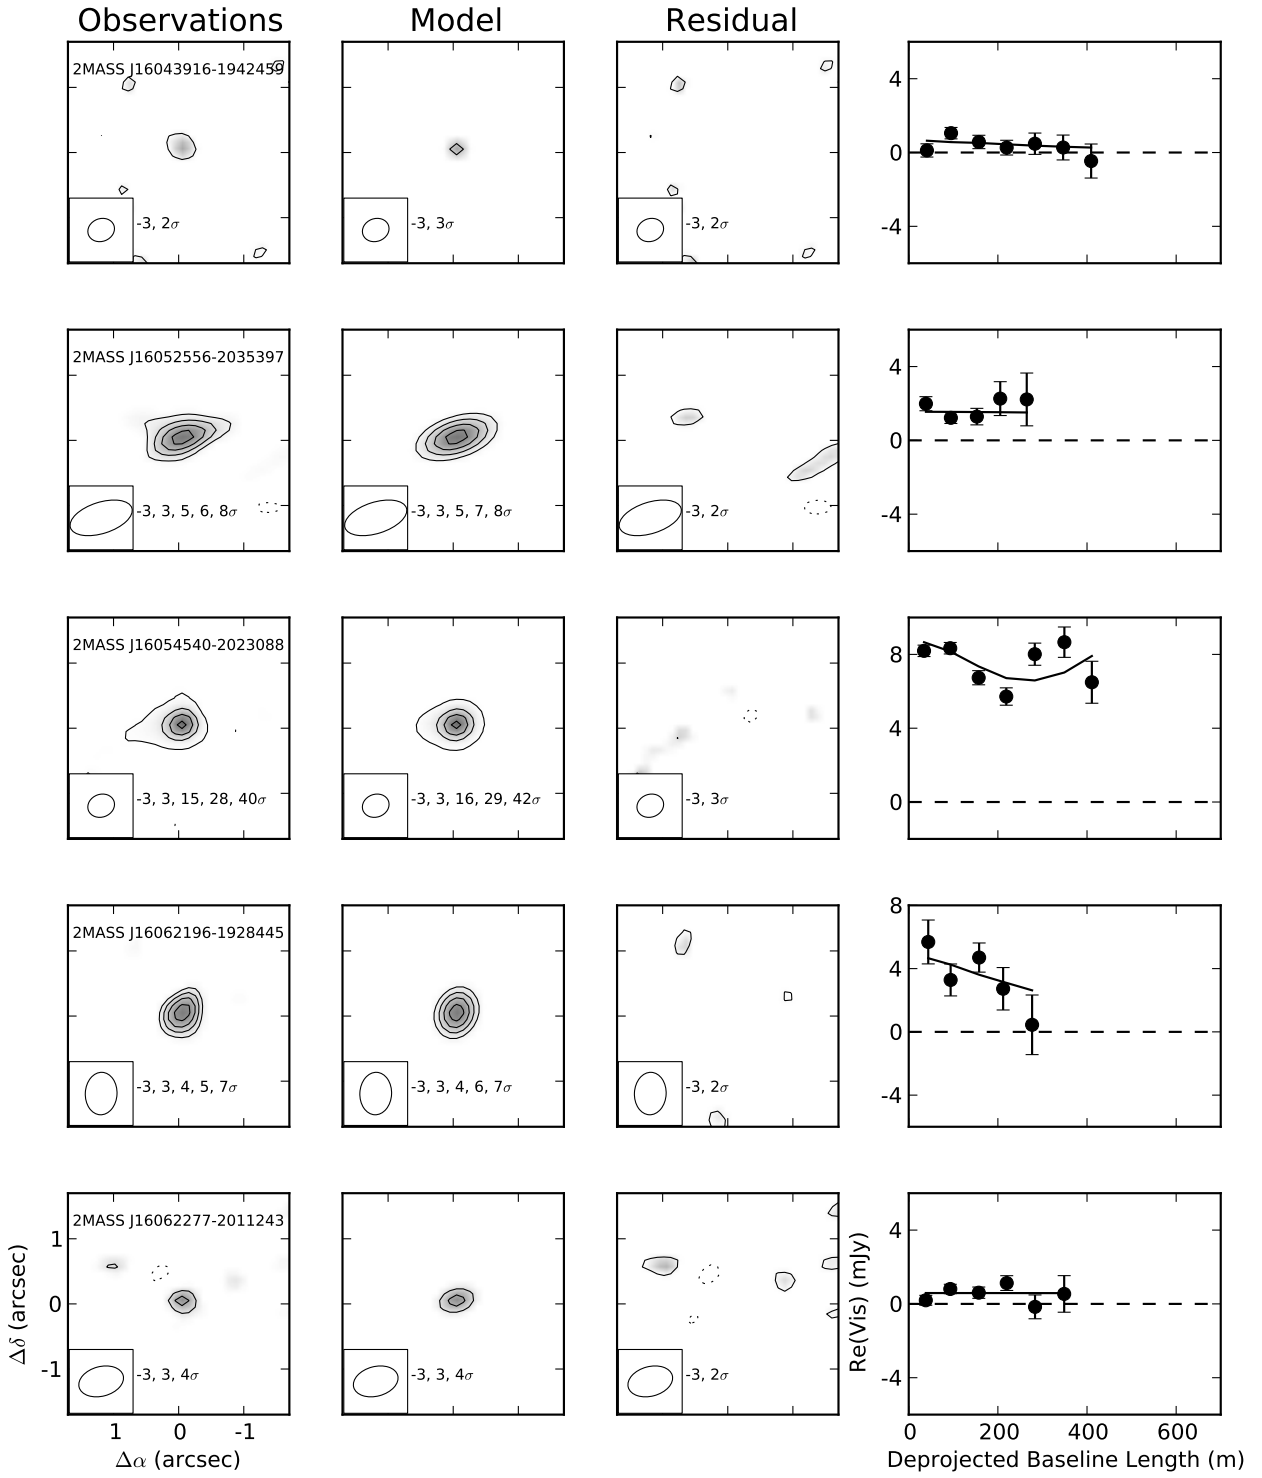 Observations Model Residual
2MASS J16043916-1942459
4
0
-4
-3, 2σ
-3, 3σ
-3, 2σ
2MASS J16052556-2035397
4
0
-4
-3, 3, 5, 6, 8σ
-3, 3, 5, 7, 8σ
-3, 2σ
2MASS J16054540-2023088
8
4
0
-3, 3, 15, 28, 40σ
-3, 3, 16, 29, 42σ
-3, 3σ
2MASS J16062196-1928445
8
4
0
-4
-3, 3, 4, 5, 7σ
-3, 3, 4, 6, 7σ
-3, 2σ
2MASS J16062277-2011243
1
0
-1
Δδ (arcsec)
-3, 3, 4σ
-3, 3, 4σ
-3, 2σ
Re(Vis) (mJy)
4
0
-4
1 0 -1
Δα (arcsec)
0 200 400 600
Deprojected Baseline Length (m)